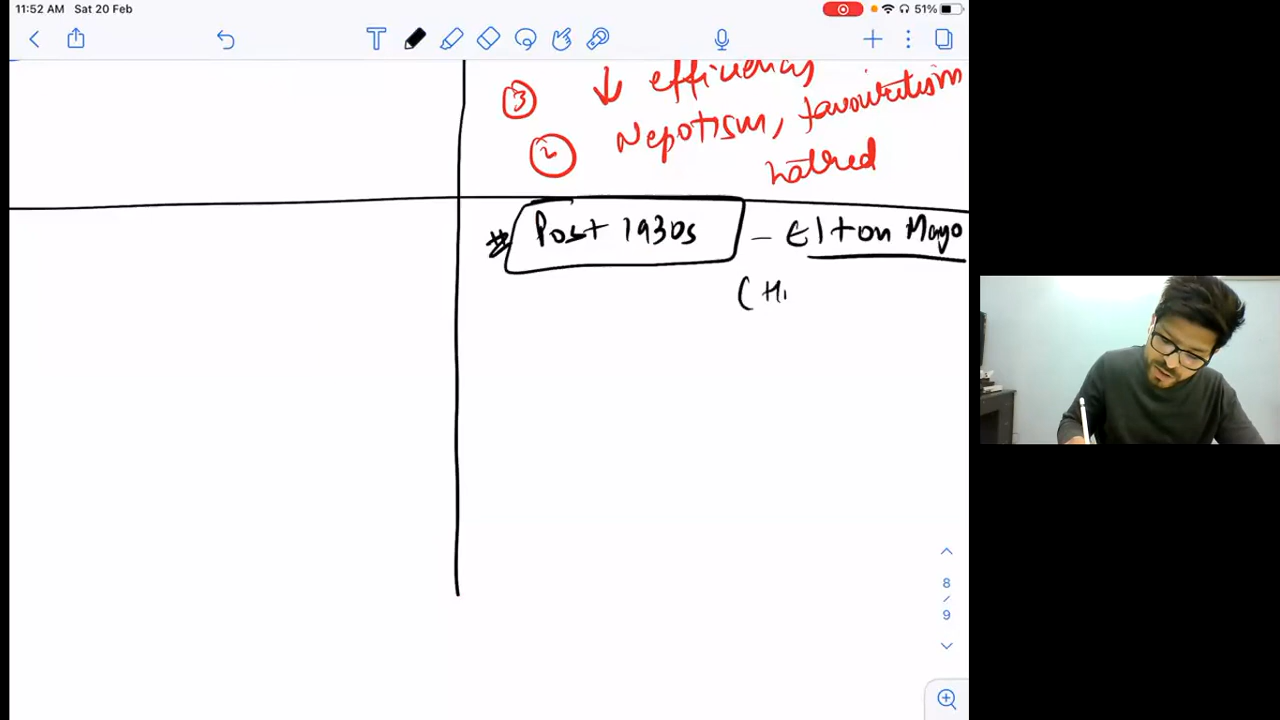 11:52 AM Sat 20 Feb
51%
③ ↓ efficiency
② Nepotism, favouritism
hatred
# Post 1930s - Elton Mayo
(H
8
/
9